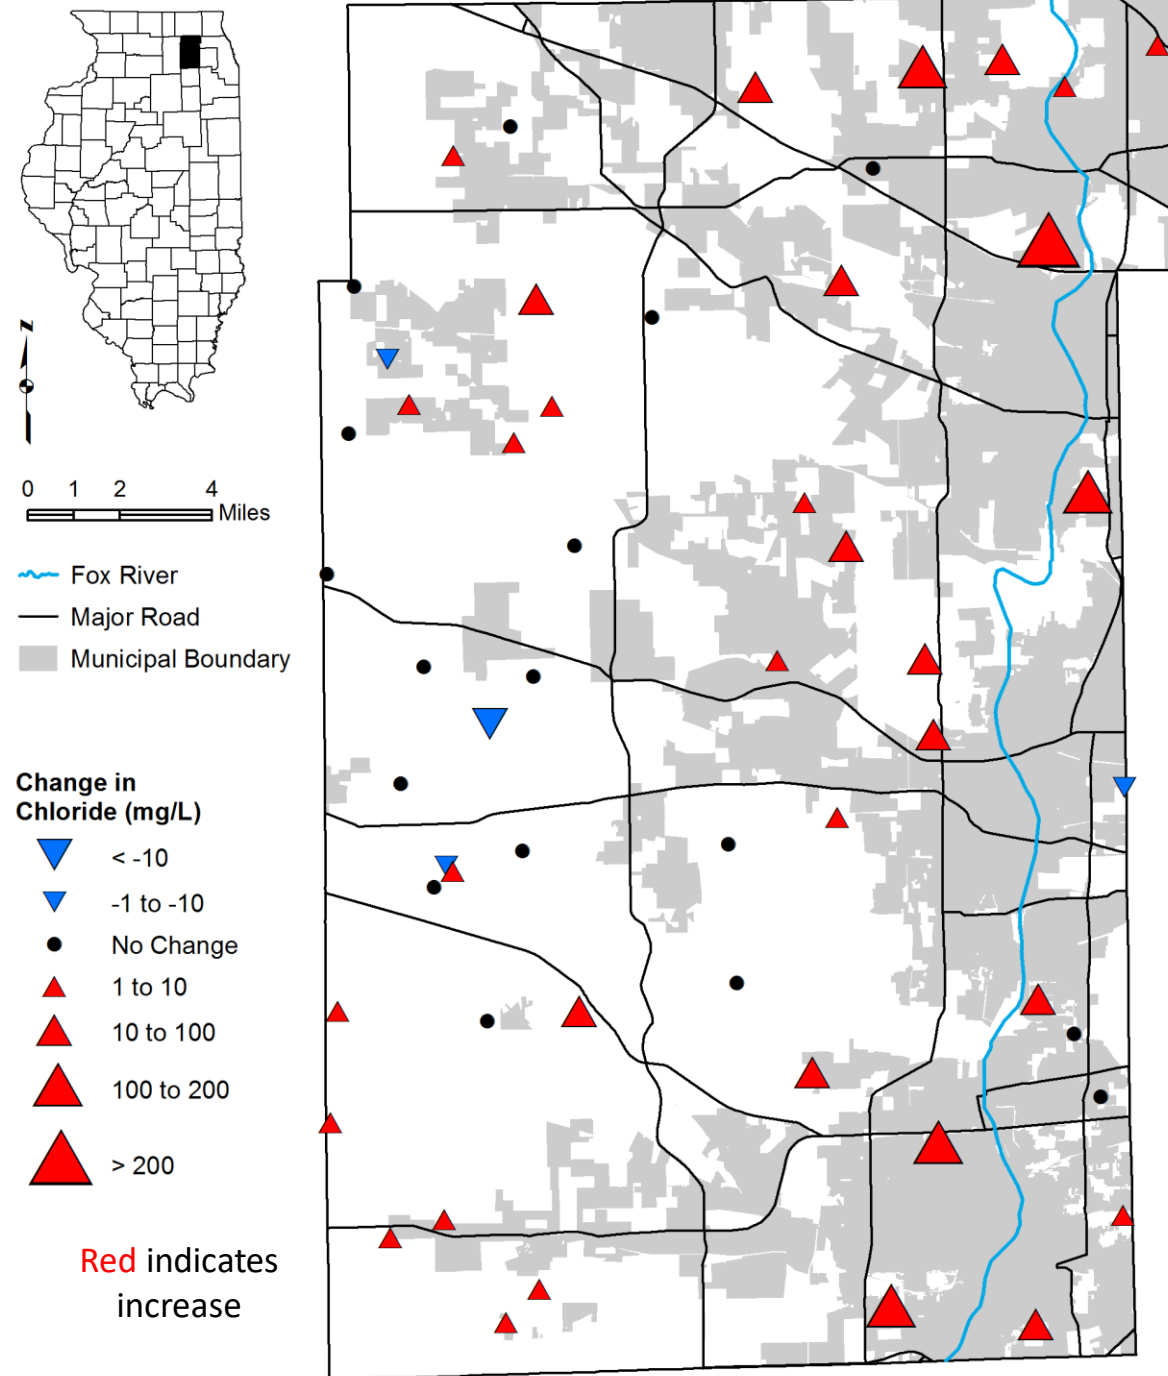 z
0 1 2 4
Miles
Fox River
Major Road
Municipal Boundary
Change in
Chloride (mg/L)
< -10
-1 to -10
No Change
1 to 10
10 to 100
100 to 200
> 200
Red indicates
increase